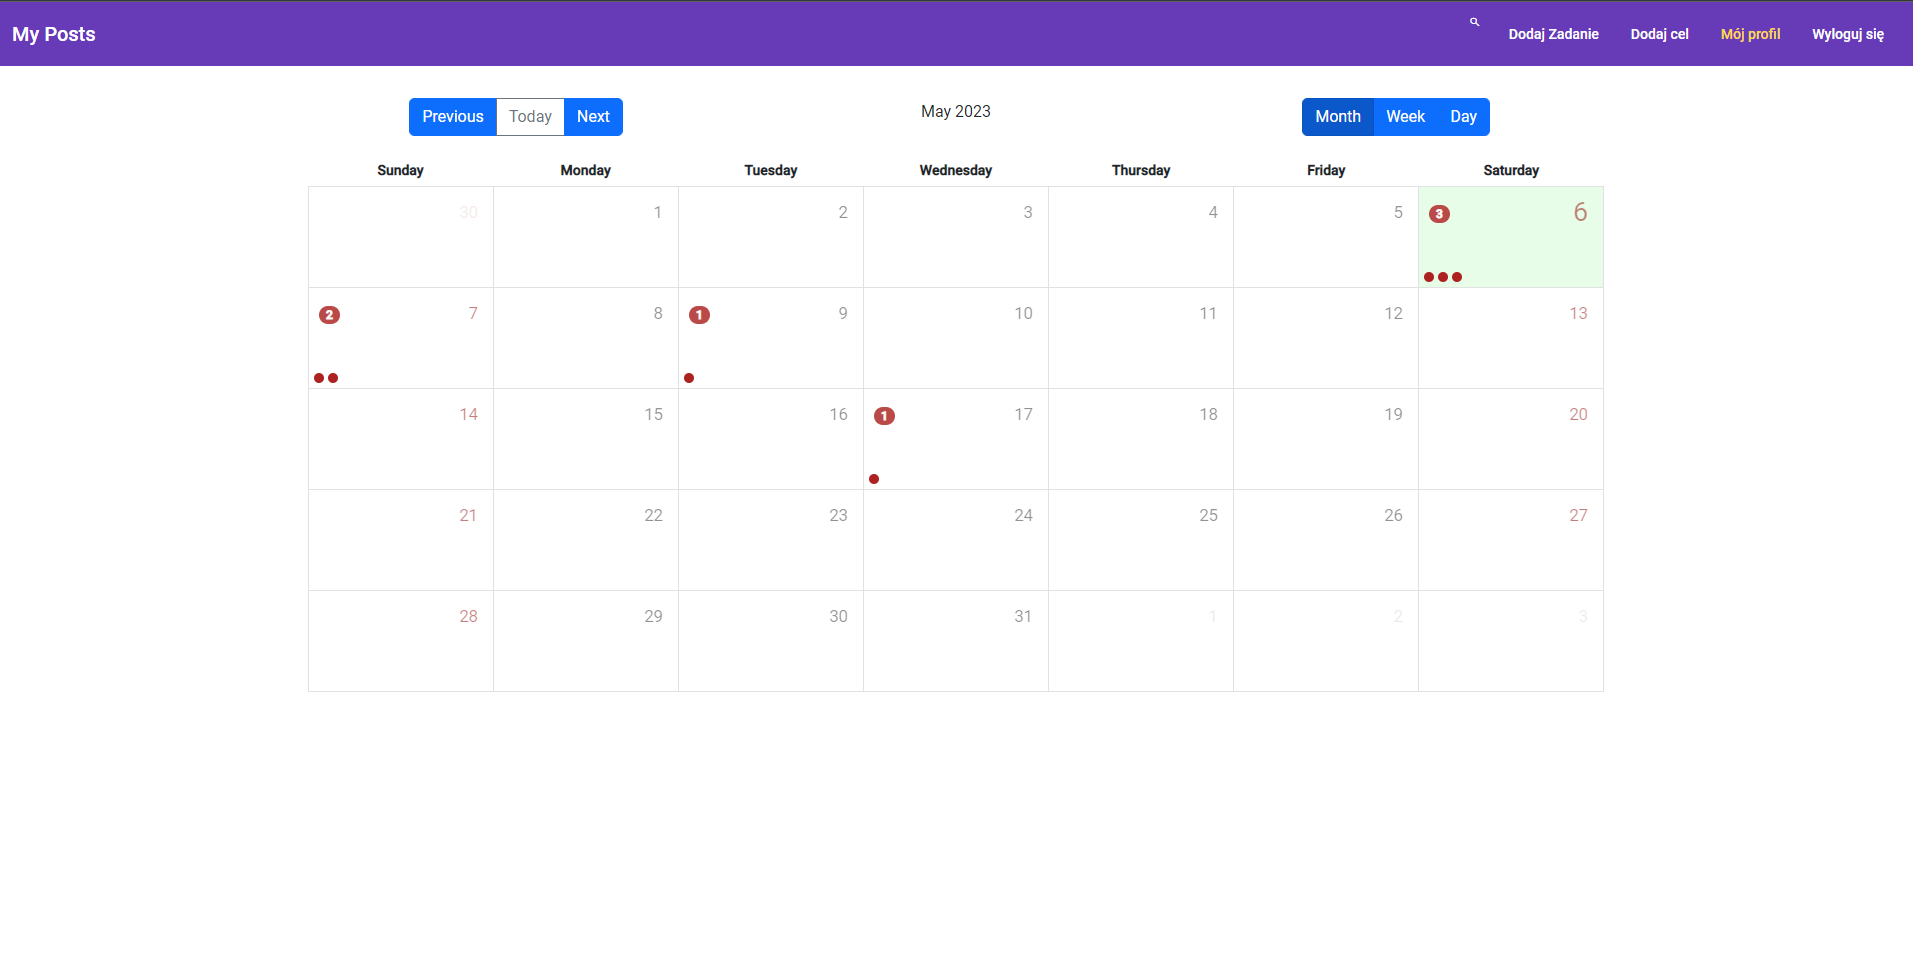 My Posts
Dodaj Zadanie Dodaj cel Mój profil Wyloguj się
Previous Today Next May 2023 Month Week Day
Sunday Monday Tuesday Wednesday Thursday Friday Saturday
30 1 2 3 4 5 3 6
2 7 8 1 9 10 11 12 13
14 15 16 1 17 18 19 20
21 22 23 24 25 26 27
28 29 30 31 1 2 3